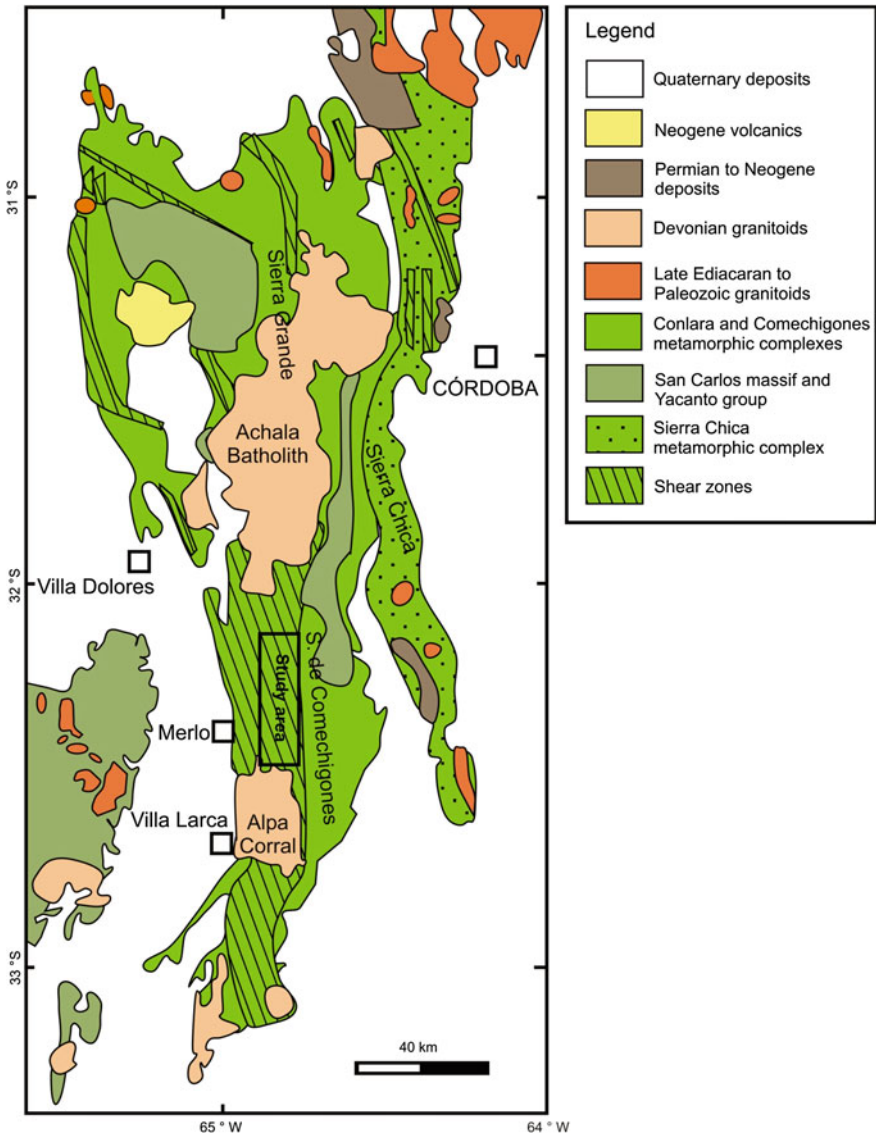 31°S
32°S
33°S
65° W
64° W
Sierra Grande
Achala
Batholith
Sierra Chica
CÓRDOBA
Villa Dolores
S. de Comechigones
Study area
Merlo
Villa Larca
Alpa
Corral
40 km
Legend
Quaternary deposits
Neogene volcanics
Permian to Neogene
deposits
Devonian granitoids
Late Ediacaran to
Paleozoic granitoids
Conlara and Comechigones
metamorphic complexes
San Carlos massif and
Yacanto group
Sierra Chica
metamorphic complex
Shear zones